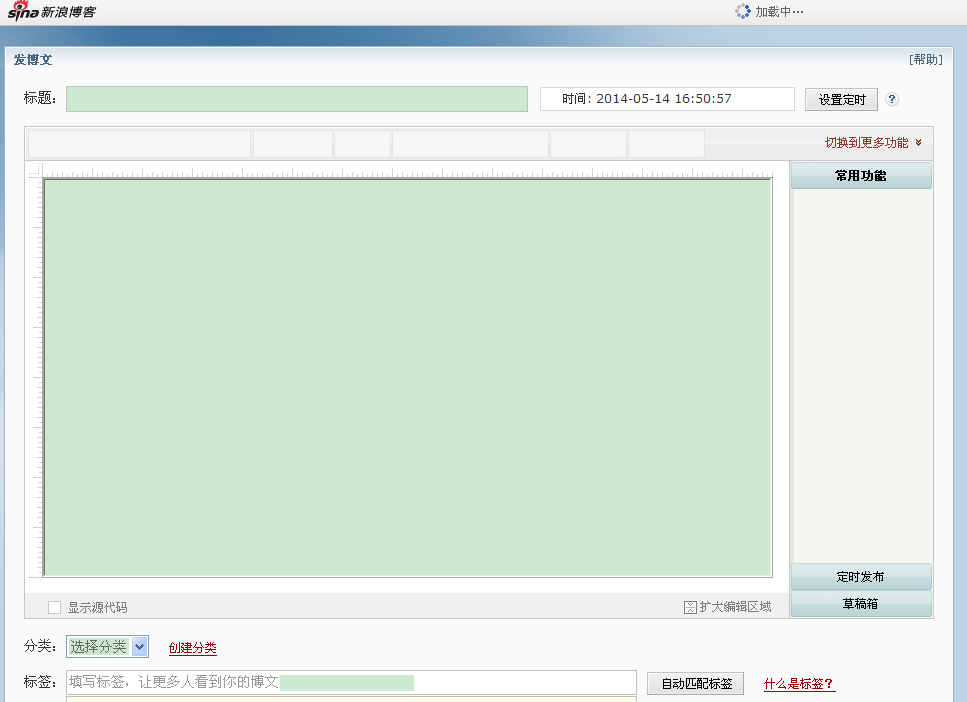 sina新浪博客 加载中…
发博文 [帮助]
标题： 时间：2014-05-14 16:50:57 设置定时 ?
切换到更多功能
常用功能
定时发布
草稿箱
显示源代码 扩大编辑区域
分类： 选择分类 创建分类
标签： 填写标签，让更多人看到你的博文 自动匹配标签 什么是标签？